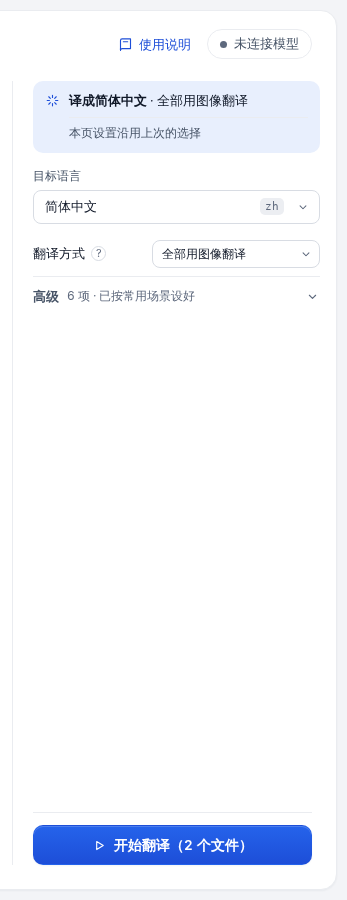 使用说明
未连接模型
译成简体中文 · 全部用图像翻译
本页设置沿用上次的选择
目标语言
简体中文 zh
翻译方式 ? 全部用图像翻译
高级 6 项 · 已按常用场景设好
开始翻译（2 个文件）